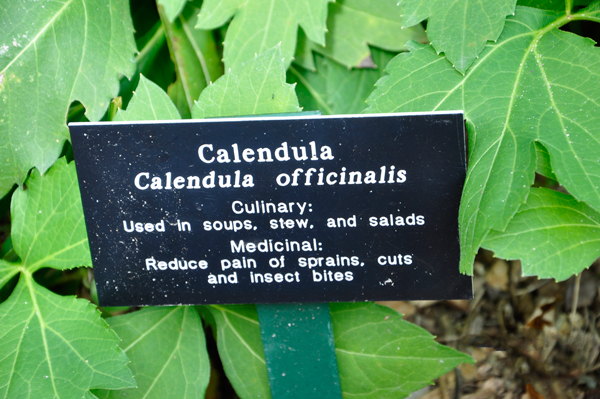 Calendula
Calendula officinalis
Culinary:
Used in soups, stew, and salads
Medicinal:
Reduce pain of sprains, cuts
and insect bites